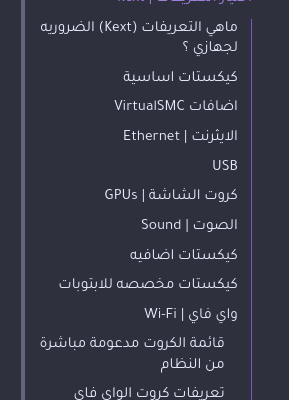 ماهي التعريفات (Kext) الضروريه
لجهازي ؟
كيكستات اساسية
اضافات VirtualSMC
الايثرنت | Ethernet
USB
كروت الشاشة | GPUs
الصوت | Sound
كيكستات اضافيه
كيكستات مخصصه للابتوبات
واي فاي | Wi-Fi
قائمة الكروت مدعومة مباشرة
من النظام
تعريفات كروت الواي فاي